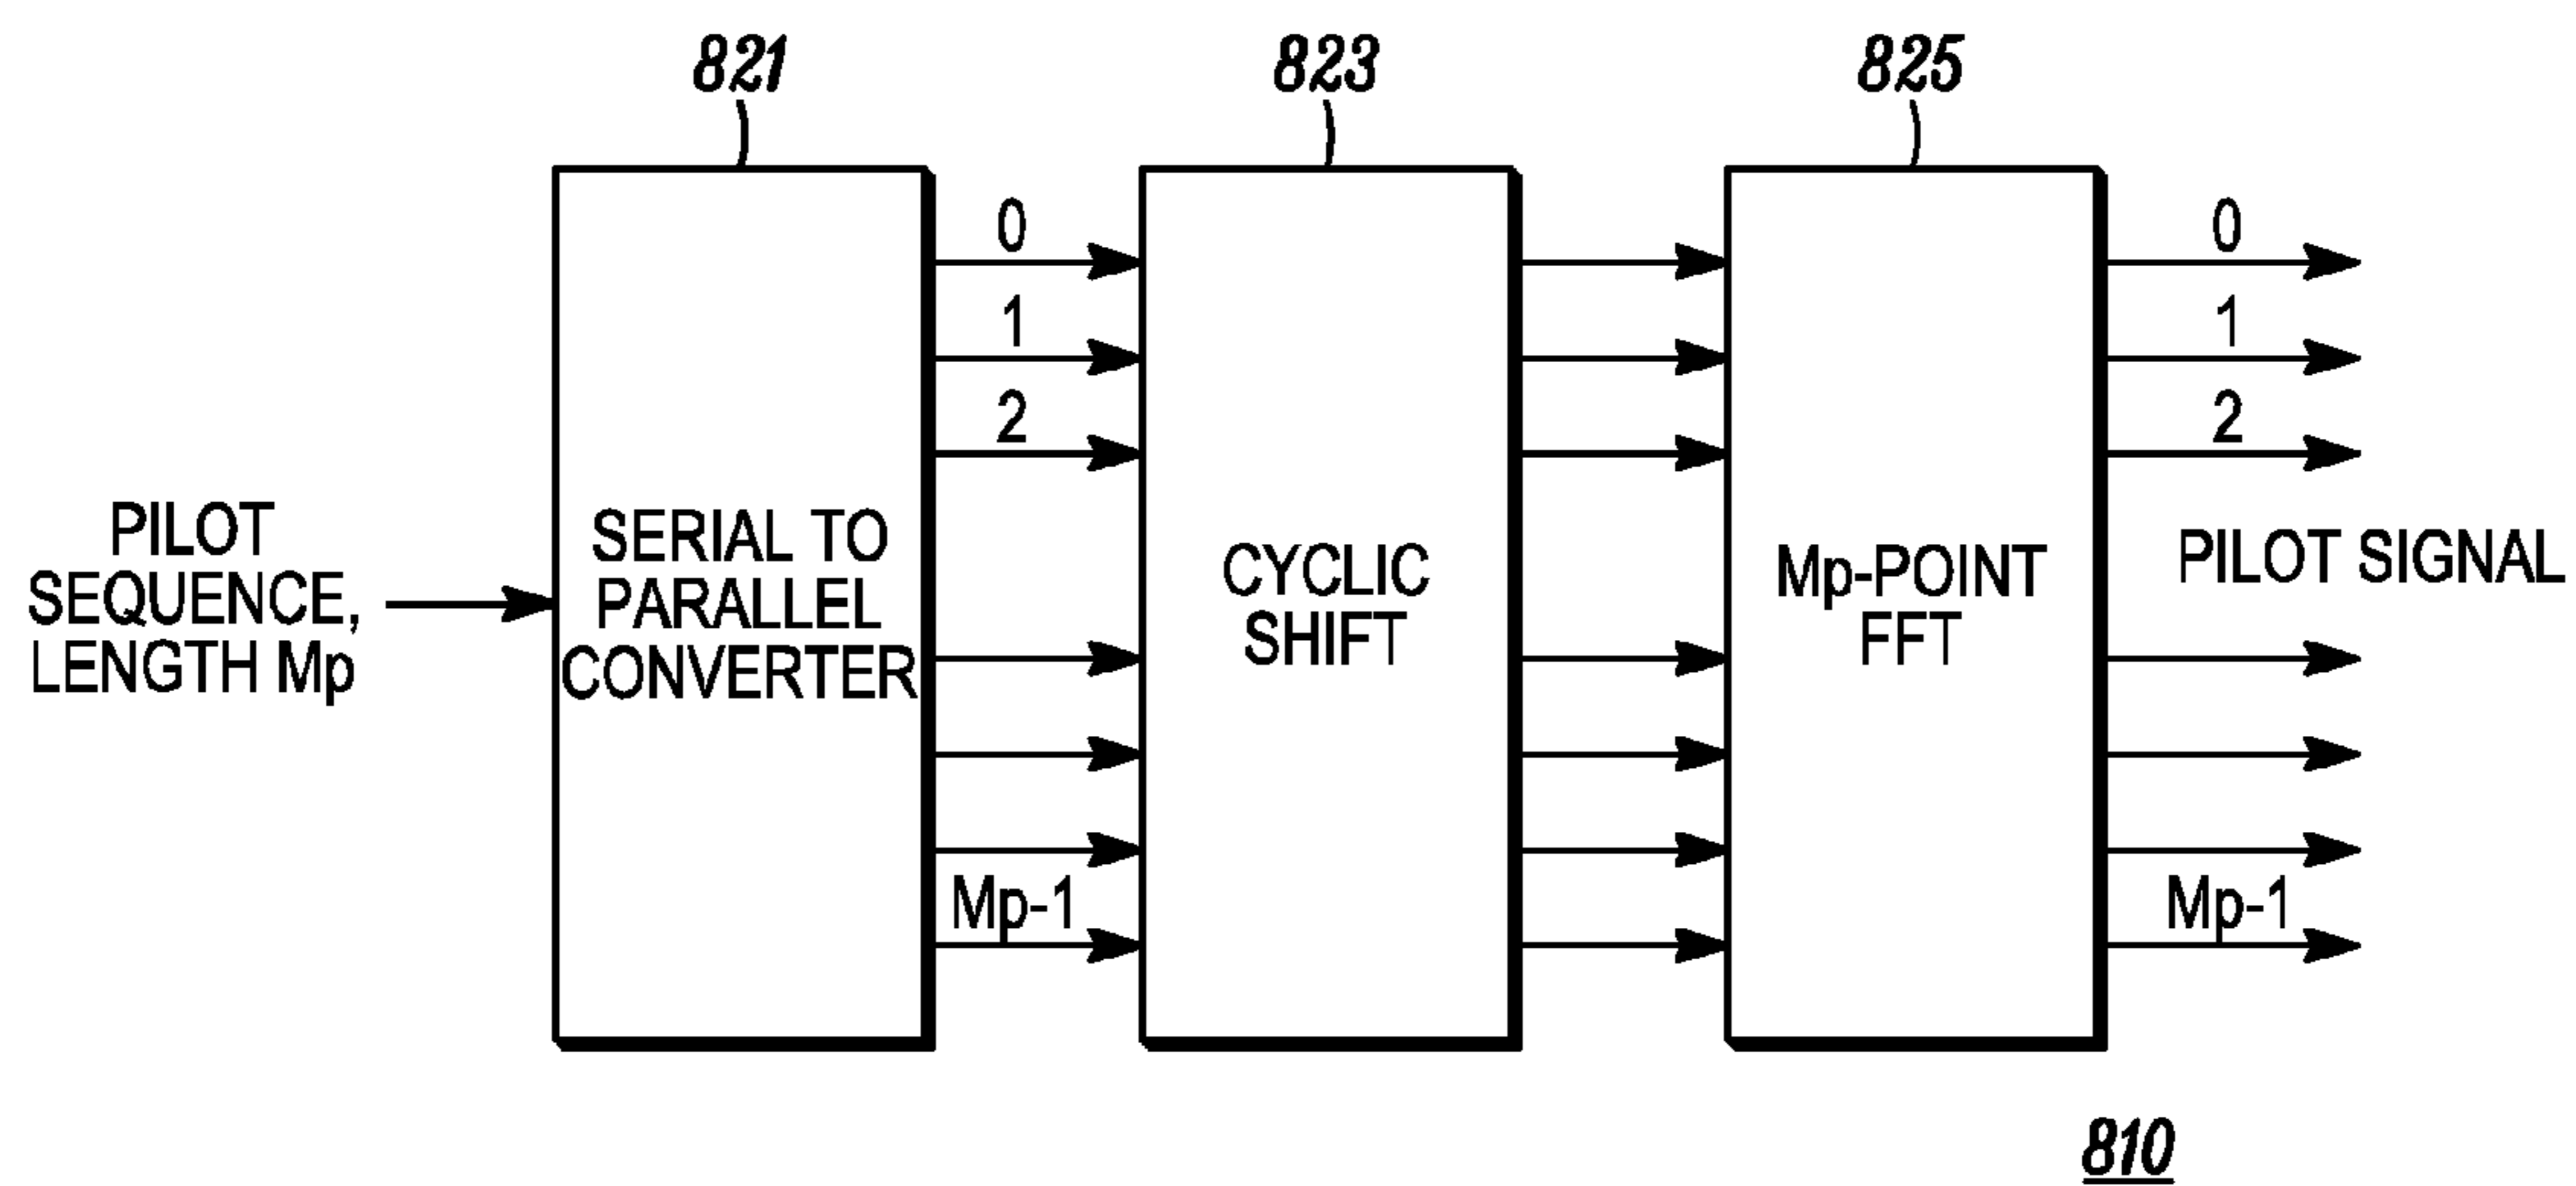 821
823
825
0
1
2
Mp-1
0
1
2
Mp-1
PILOT
SEQUENCE,
LENGTH Mp
SERIAL TO
PARALLEL
CONVERTER
CYCLIC
SHIFT
Mp-POINT
FFT
PILOT SIGNAL
810